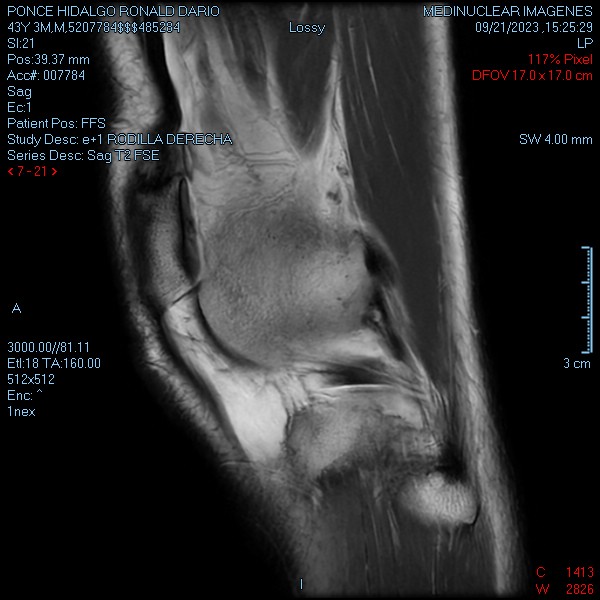 PONCE HIDALGO RONALD DARIO
43Y 3M,M,5207784$$$485284
Sl:21
Pos:39.37 mm
Acc#: 007784
Sag
Ec:1
Patient Pos: FFS
Study Desc: e+1 RODILLA DERECHA
Series Desc: Sag T2 FSE
< 7 - 21 >
Lossy
MEDINUCLEAR IMAGENES
09/21/2023 ,15:25:29
LP
117% Pixel
DFOV 17.0 x 17.0 cm
SW 4.00 mm
A
3000.00//81.11
Etl:18 TA:160.00
512x512
Enc: ^
1nex
3 cm
I
C 1413
W 2826